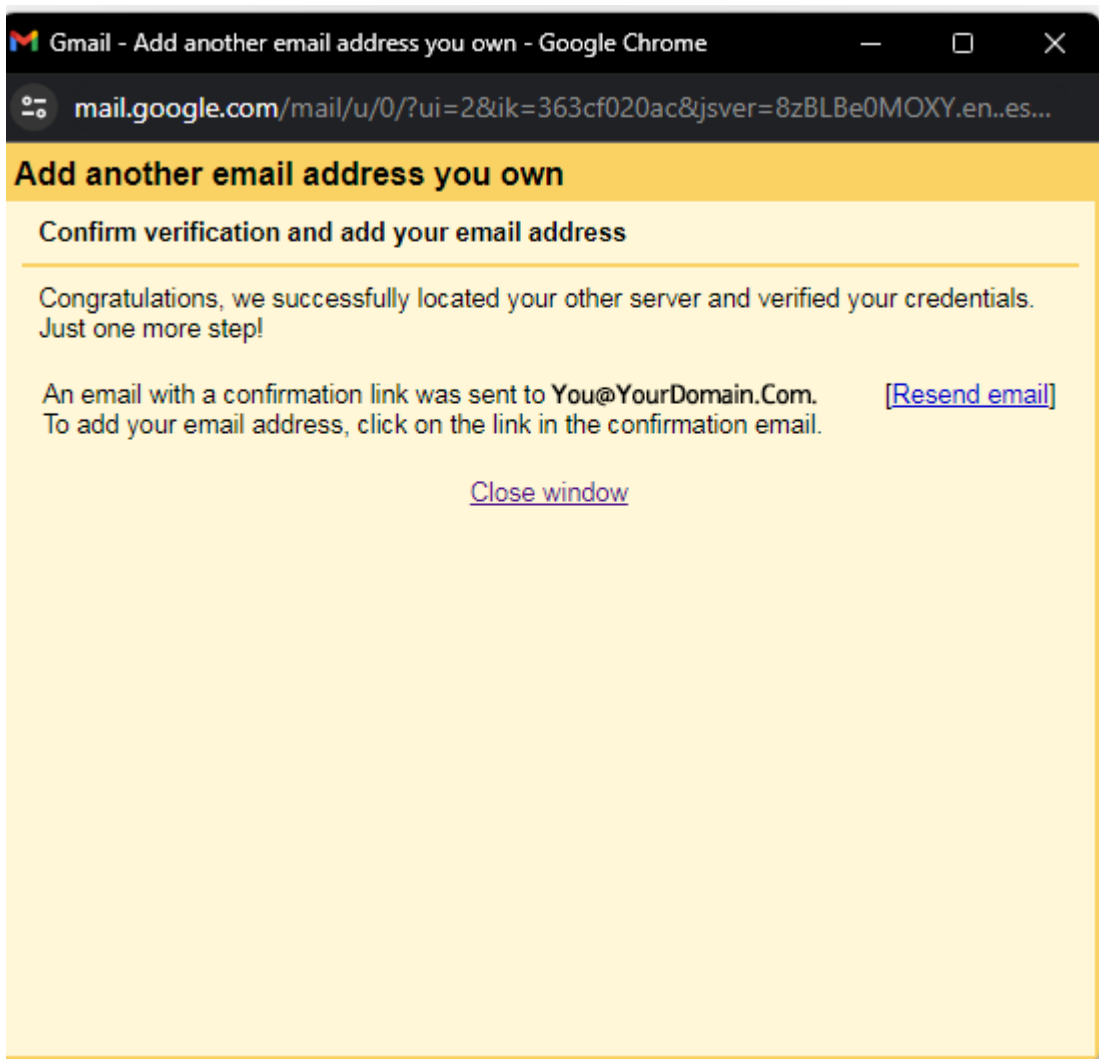 Gmail - Add another email address you own - Google Chrome
mail.google.com/mail/u/0/?ui=2&ik=363cf020ac&jsver=8zBLBe0MOXY.en..es...
Add another email address you own
Confirm verification and add your email address
Congratulations, we successfully located your other server and verified your credentials.
Just one more step!
An email with a confirmation link was sent to You@YourDomain.Com. [Resend email]
To add your email address, click on the link in the confirmation email.
Close window